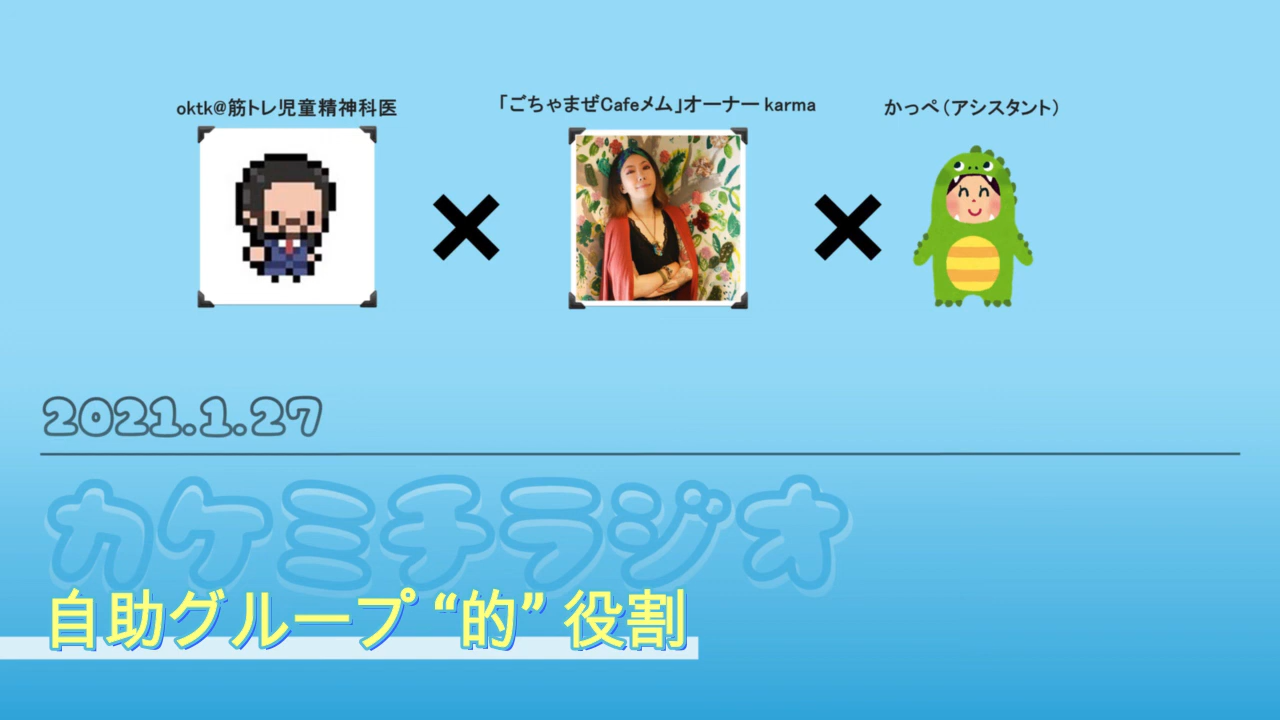 oktk@筋トレ児童精神科医
「ごちゃまぜCafeメム」オーナー karma
かっぺ（アシスタント）
2021.1.27
カケミチラジオ
自助グループ “的” 役割